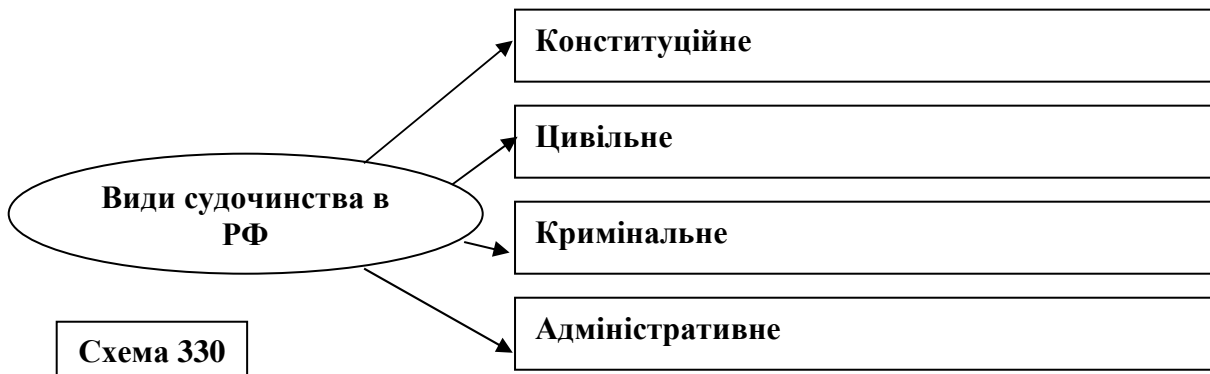 Види судочинства в
РФ
Конституційне
Цивільне
Кримінальне
Адміністративне
Схема 330